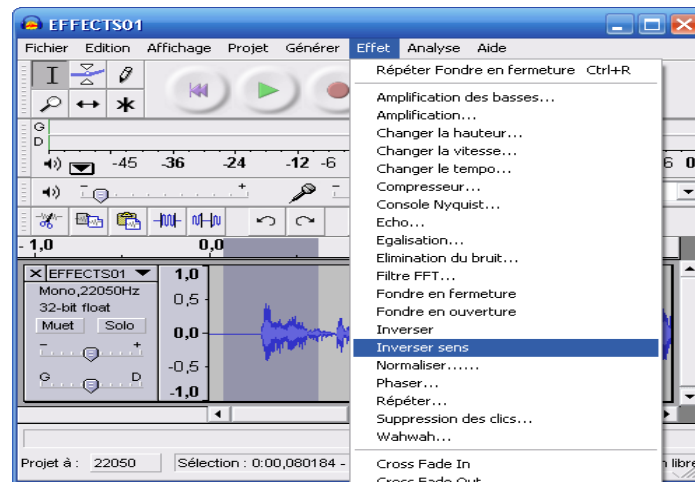 EFFECTS01
Fichier Edition Affichage Projet Générer Effet Analyse Aide
Répéter Fondre en fermeture Ctrl+R
Amplification des basses...
Amplification...
Changer la hauteur...
Changer la vitesse...
Changer le tempo...
Compresseur...
Console Nyquist...
Echo...
Egalisation...
Elimination du bruit...
Filtre FFT...
Fondre en fermeture
Fondre en ouverture
Inverser
Inverser sens
Normaliser......
Phaser...
Répéter...
Suppression des clics...
Wahwah...
Cross Fade In
Cross Fade Out
G
D
-45 -36 -24 -12 -6 6 0
- + -
- 1,0 0,0
EFFECTS01
Mono,22050Hz
32-bit float
Muet Solo
- +
G D
1,0
0,5
0,0
-0,5
-1,0
Projet à : 22050 Sélection : 0:00,080184 - libre